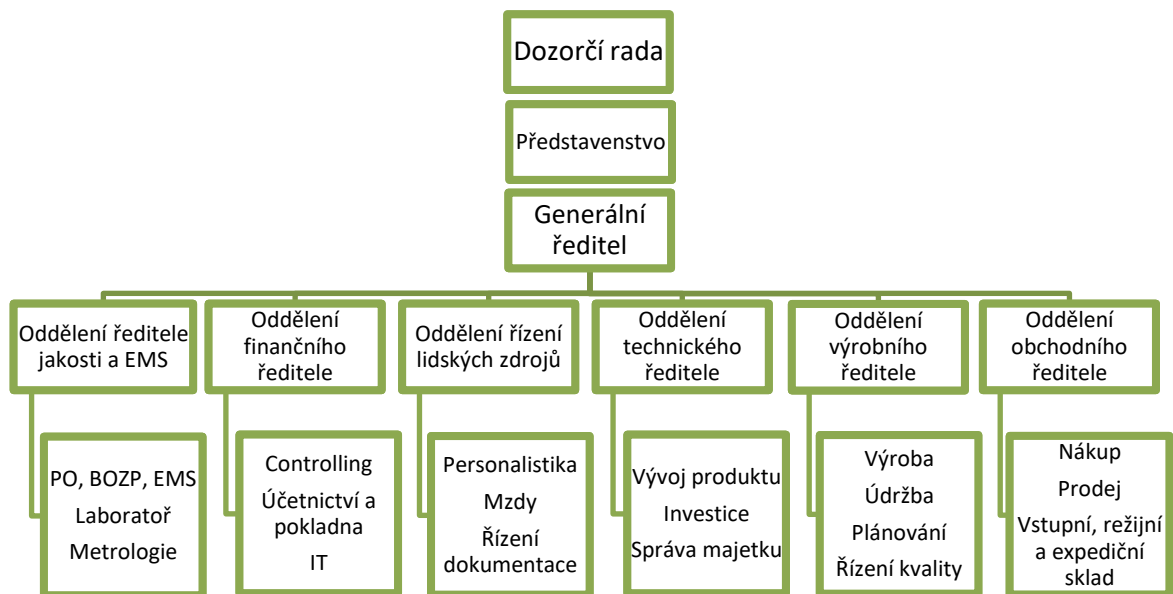 Dozorčí rada
Představenstvo
Generální
ředitel
Oddělení ředitele
jakosti a EMS
Oddělení
finančního
ředitele
Oddělení řízení
lidských zdrojů
Oddělení
technického
ředitele
Oddělení
výrobního
ředitele
Oddělení
obchodního
ředitele
PO, BOZP, EMS
Laboratoř
Metrologie
Controlling
Účetnictví a
pokladna
IT
Personalistika
Mzdy
Řízení
dokumentace
Vývoj produktu
Investice
Správa majetku
Výroba
Údržba
Plánování
Řízení kvality
Nákup
Prodej
Vstupní, režijní
a expediční
sklad